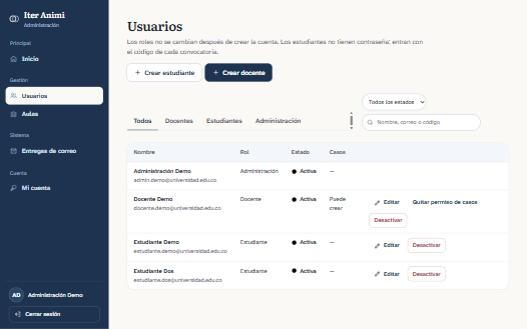 Iter Animi
Administración
Principal
Inicio
Gestión
Usuarios
Aulas
Sistema
Entregas de correo
Cuenta
Mi cuenta
AD Administración Demo
Cerrar sesión
Usuarios
Los roles no se cambian después de crear la cuenta. Los estudiantes no tienen contraseña; entran con
el código de cada convocatoria.
+ Crear estudiante + Crear docente
Todos los estados
Todos Docentes Estudiantes Administración
Nombre, correo o código
Nombre Rol Estado Casos
Administración Demo Administración Activa —
admin.demo@universidad.edu.co
Docente Demo Docente Activa Puede crear Editar Quitar permiso de casos
docente.demo@universidad.edu.co
Desactivar
Estudiante Demo Estudiante Activa — Editar Desactivar
estudiante.demo@universidad.edu.co
Estudiante Dos Estudiante Activa — Editar Desactivar
estudiante.dos@universidad.edu.co